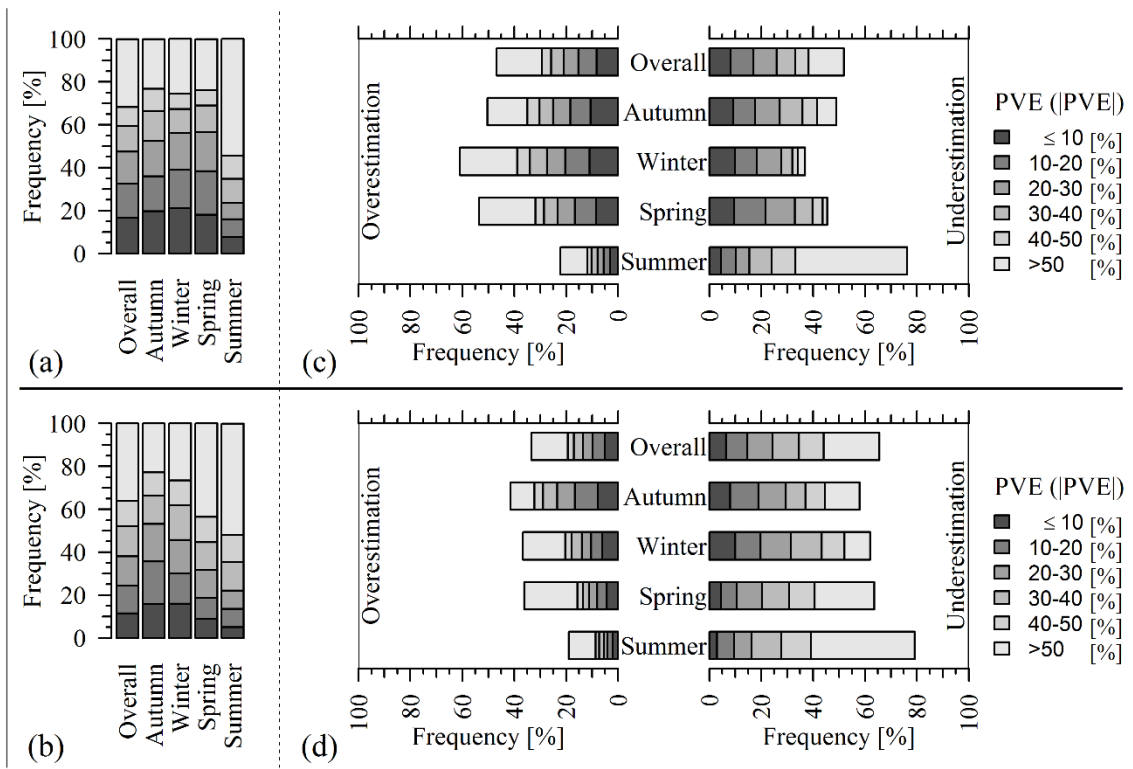 100
80
60
40
20
0
Frequency [%]
Overall
Autumn
Winter
Spring
Summer
(a)
Overestimation
Overall
Autumn
Winter
Spring
Summer
Underestimation
100
80
60
40
20
0
Frequency [%]
0
20
40
60
80
100
Frequency [%]
(c)
PVE (|PVE|)
≤ 10 [%]
10-20 [%]
20-30 [%]
30-40 [%]
40-50 [%]
>50 [%]
100
80
60
40
20
0
Frequency [%]
Overall
Autumn
Winter
Spring
Summer
(b)
Overestimation
Overall
Autumn
Winter
Spring
Summer
Underestimation
100
80
60
40
20
0
Frequency [%]
0
20
40
60
80
100
Frequency [%]
(d)
PVE (|PVE|)
≤ 10 [%]
10-20 [%]
20-30 [%]
30-40 [%]
40-50 [%]
>50 [%]